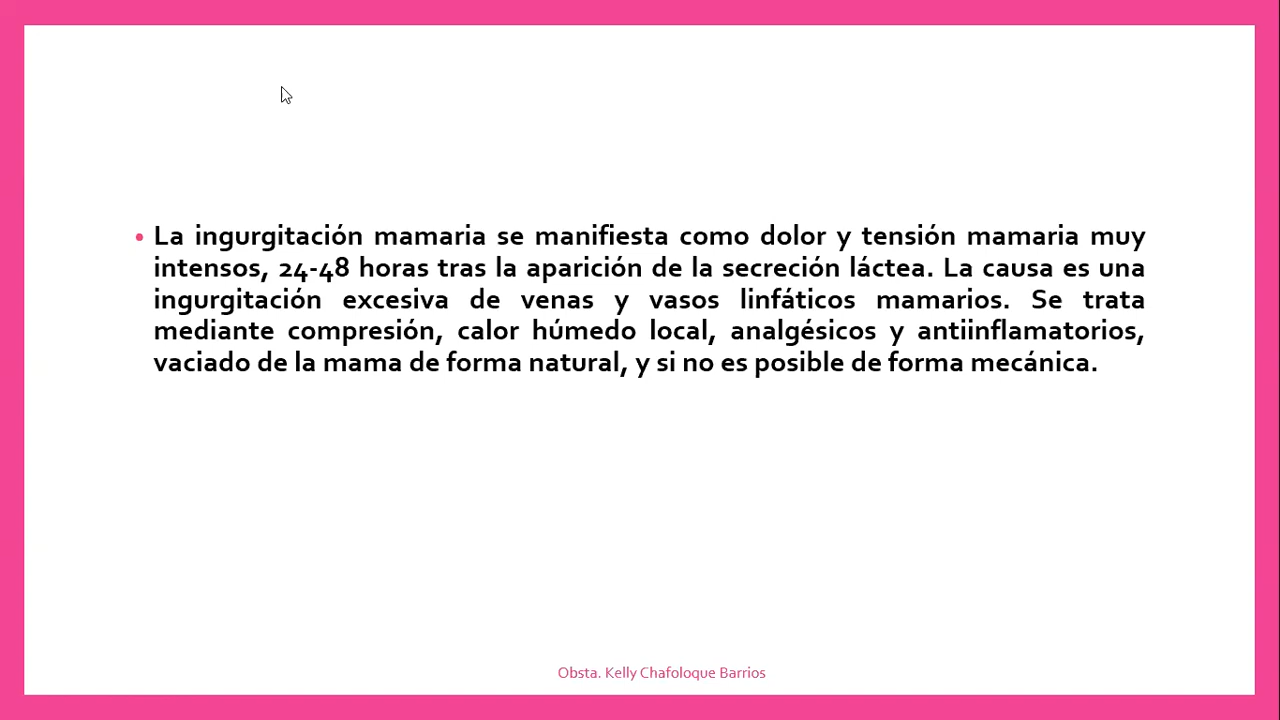 • La ingurgitación mamaria se manifiesta como dolor y tensión mamaria muy
intensos, 24-48 horas tras la aparición de la secreción láctea. La causa es una
ingurgitación excesiva de venas y vasos linfáticos mamarios. Se trata
mediante compresión, calor húmedo local, analgésicos y antiinflamatorios,
vaciado de la mama de forma natural, y si no es posible de forma mecánica.
Obsta. Kelly Chafoloque Barrios